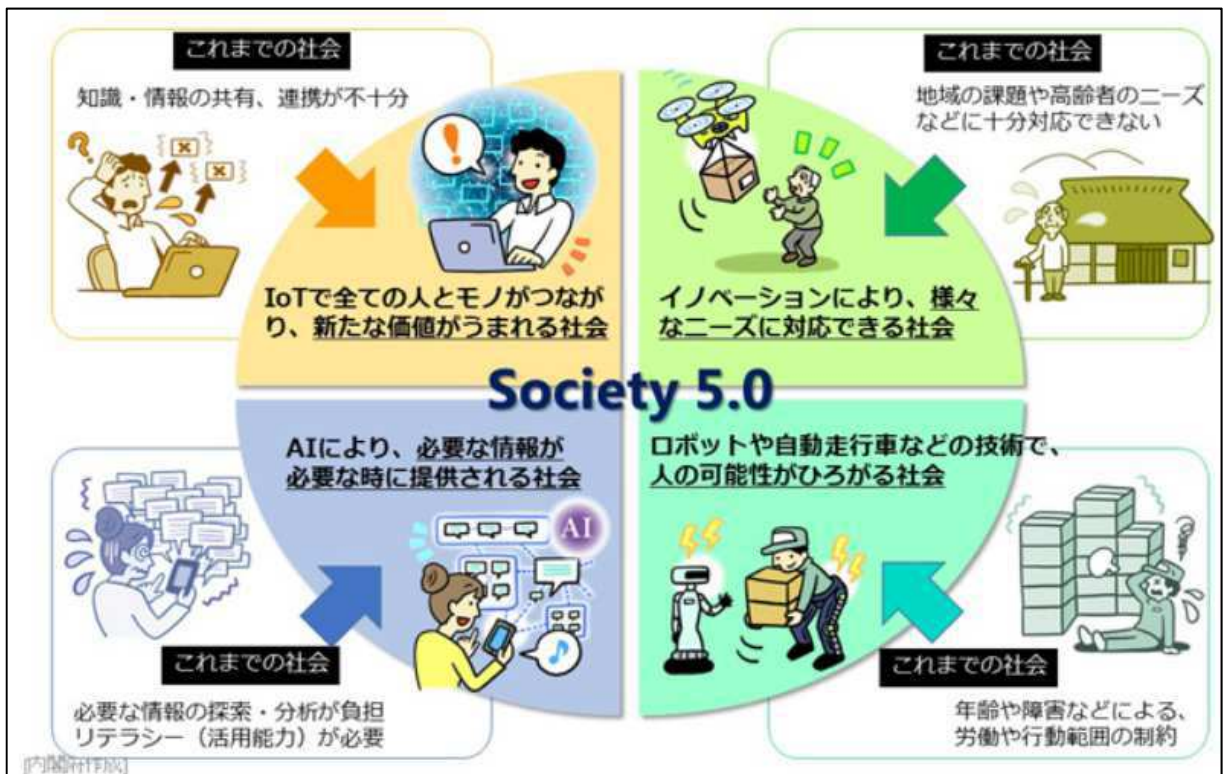 これまでの社会
知識・情報の共有、連携が不十分
IoTで全ての人とモノがつなが
り、新たな価値がうまれる社会
これまでの社会
地域の課題や高齢者のニーズ
などに十分対応できない
イノベーションにより、様々
なニーズに対応できる社会
Society 5.0
AIにより、必要な情報が
必要な時に提供される社会
AI
これまでの社会
必要な情報の探索・分析が負担
リテラシー（活用能力）が必要
ロボットや自動走行車などの技術で、
人の可能性がひろがる社会
これまでの社会
年齢や障害などによる、
労働や行動範囲の制約
[内閣府作成]